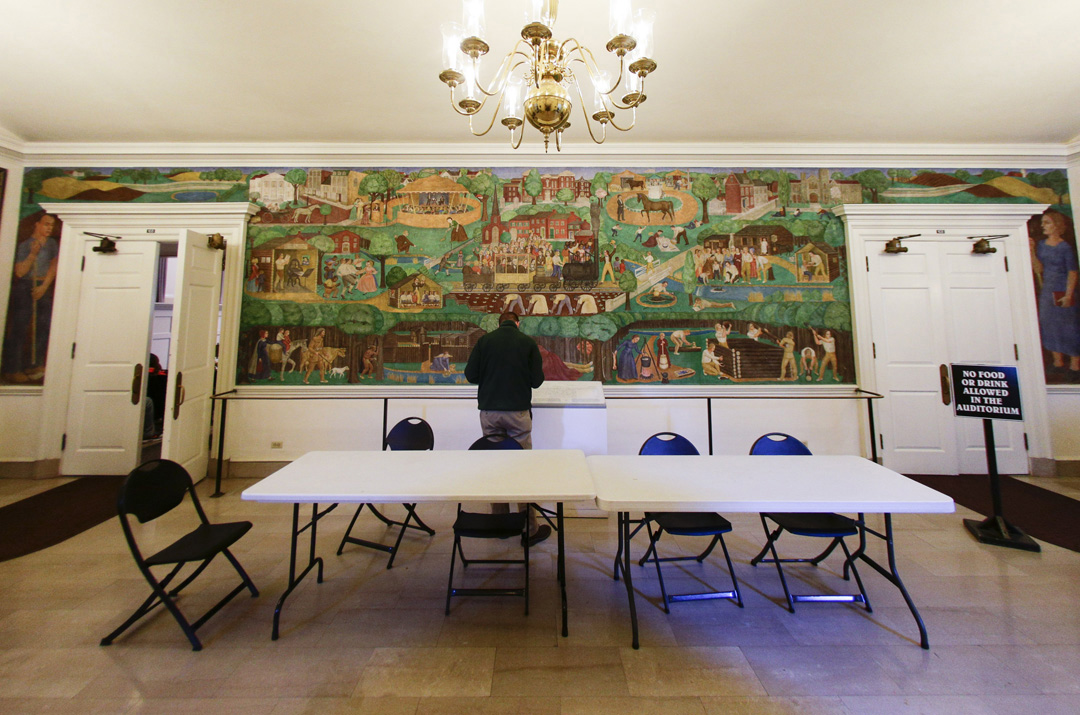 NO FOOD
OR DRINK
ALLOWED
IN THE
AUDITORIUM